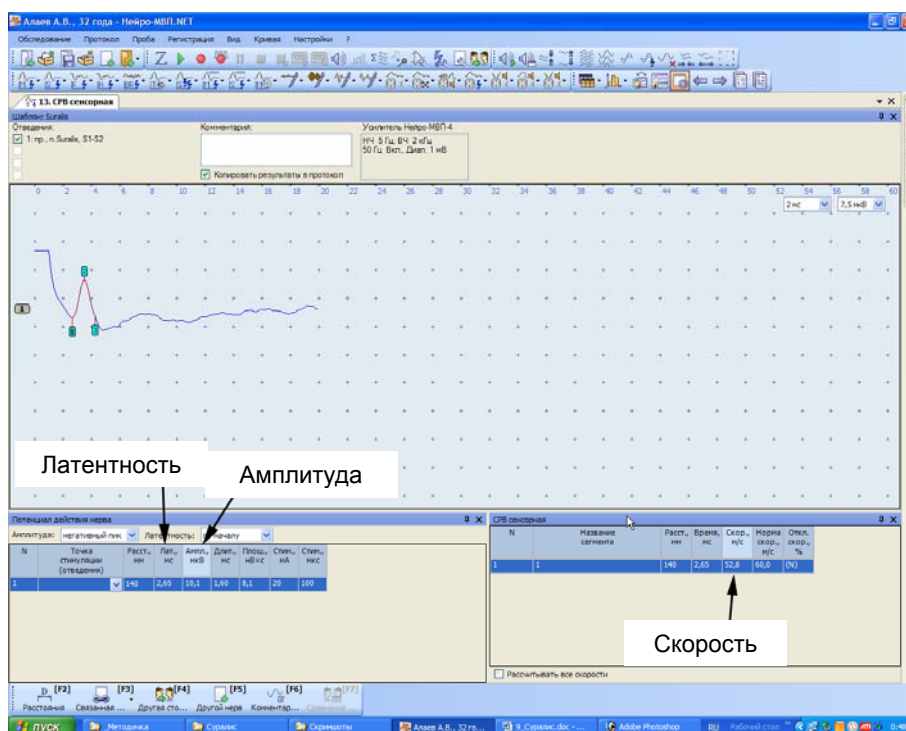 Алаев А.В., 32 года - Нейро-МВП.NET
Обследование Протокол Проба Регистрация Вид Кривая Настройки ?
13. СРВ сенсорная
Шаблон: Suralis
Отведения: Комментарий: Усилитель Нейро-МВП-4
1: пр., n.Suralis, S1-S2
НЧ 5 Гц, ВЧ 2 кГц
50 Гц Вкл., Диап. 1 мВ
Копировать результаты в протокол
0 2 4 6 8 10 12 14 16 18 20 22 24 26 28 30 32 34 36 38 40 42 44 46 48 50 52 54 56 58 60
2 мс 7,5 мкВ
1
Латентность
Амплитуда
Потенциал действия нерва
Амплитуда: негативный пик Латентность: по началу
N Точка стимуляции (отведения) Расст., мм Лат., мс Ампл., мкВ Длит., мс Площ., нВ×с Стим., мА Стим., мкс
1 140 2,65 10,1 1,60 8,1 20 100
СРВ сенсорная
N Название сегмента Расст., мм Время, мс Скор., м/с Норма скор., м/с Откл. скор., %
1 1 140 2,65 52,8 60,0 (N)
Скорость
Рассчитывать все скорости
[F2] [F3] [F4] [F5] [F6] [F7]
Расстояния Связанная ... Другая сто... Другой нерв Комментар...
пуск Методичка Суралис Скриншоты Алаев А.В., 32 го... 9_Суралис.doc - ... Adobe Photoshop RU Рабочий стол